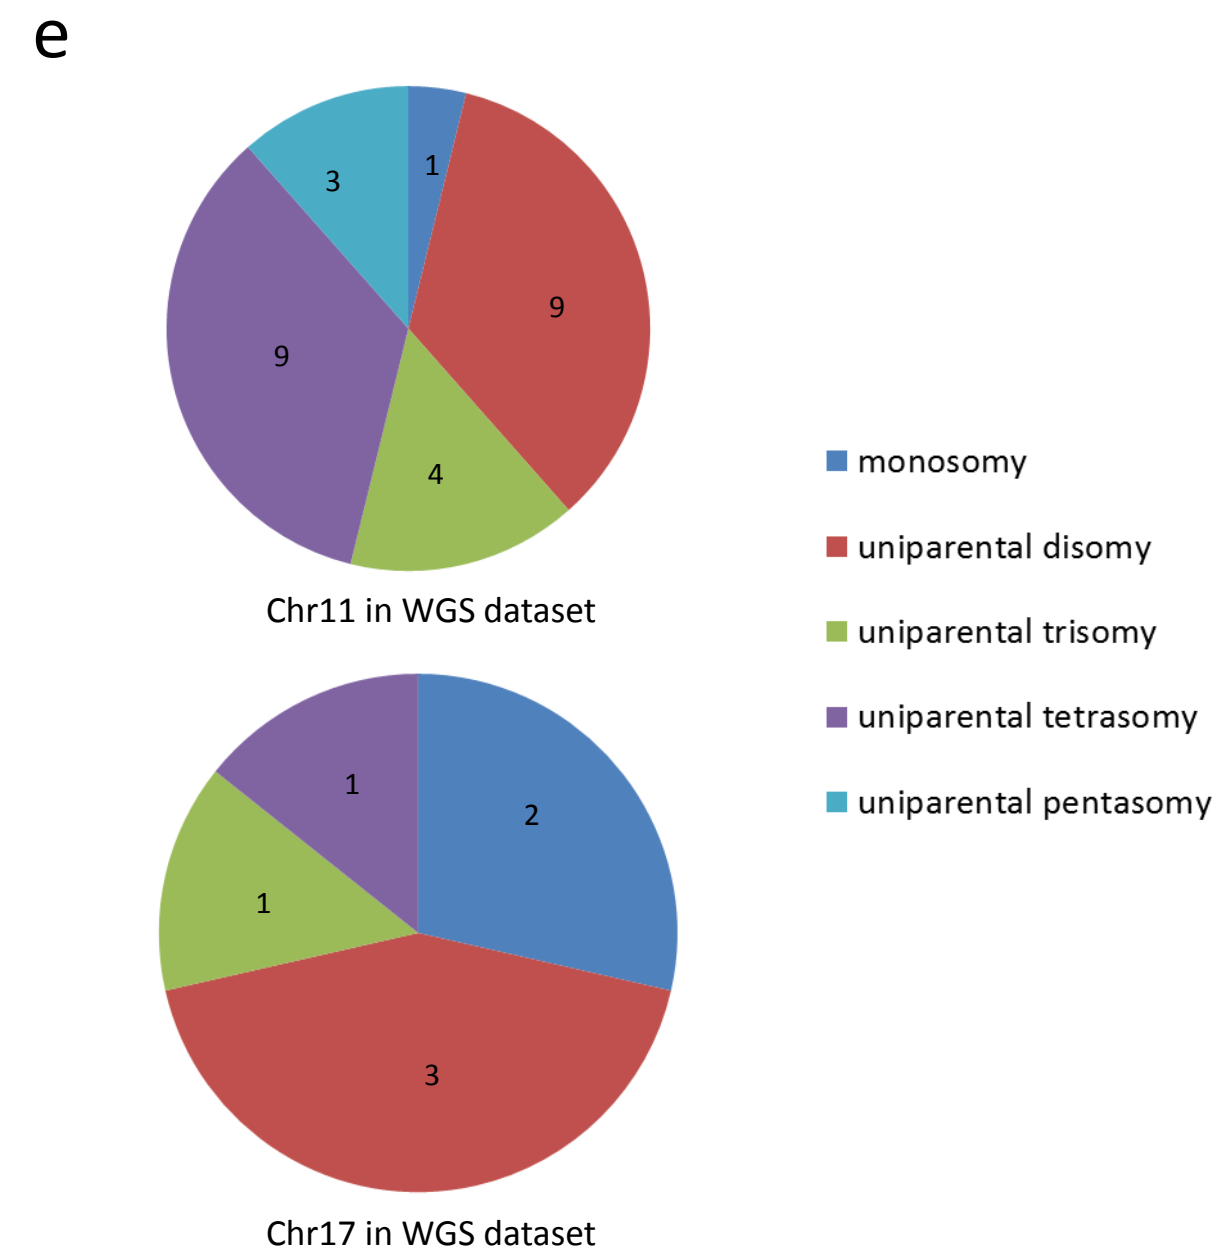 e
1
3
9
9
4
Chr11 in WGS dataset
monosomy
uniparental disomy
uniparental trisomy
uniparental tetrasomy
uniparental pentasomy
1
2
1
3
Chr17 in WGS dataset